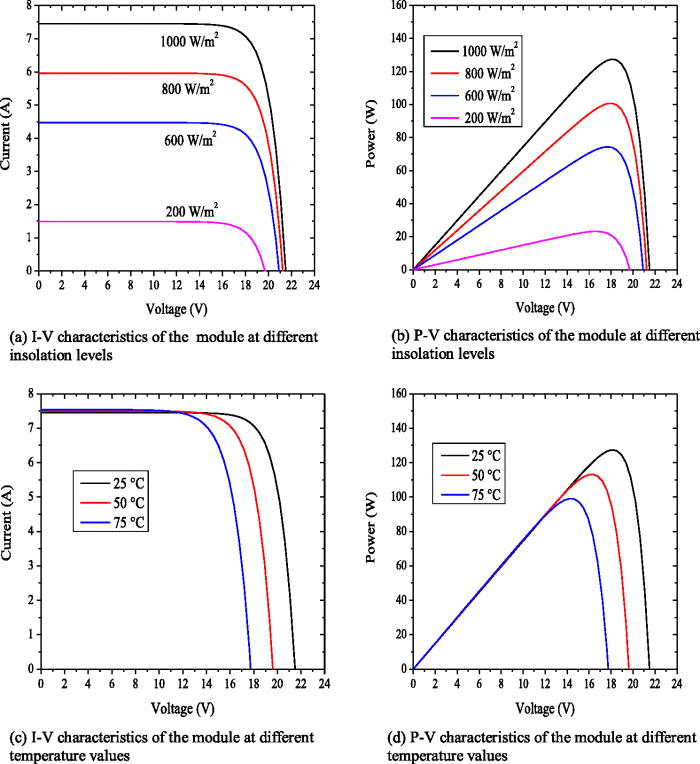 8
7
6
5
4
3
2
1
0
Current (A)
1000 W/m²
800 W/m²
600 W/m²
200 W/m²
0 2 4 6 8 10 12 14 16 18 20 22 24
Voltage (V)
(a) I-V characteristics of the module at different
insolation levels
160
140
120
100
80
60
40
20
0
Power (W)
1000 W/m²
800 W/m²
600 W/m²
200 W/m²
0 2 4 6 8 10 12 14 16 18 20 22 24
Voltage (V)
(b) P-V characteristics of the module at different
insolation levels
8
7
6
5
4
3
2
1
0
Current (A)
25 °C
50 °C
75 °C
0 2 4 6 8 10 12 14 16 18 20 22 24
Voltage (V)
(c) I-V characteristics of the module at different
temperature values
160
140
120
100
80
60
40
20
0
Power (W)
25 °C
50 °C
75 °C
0 2 4 6 8 10 12 14 16 18 20 22 24
Voltage (V)
(d) P-V characteristics of the module at different
temperature values